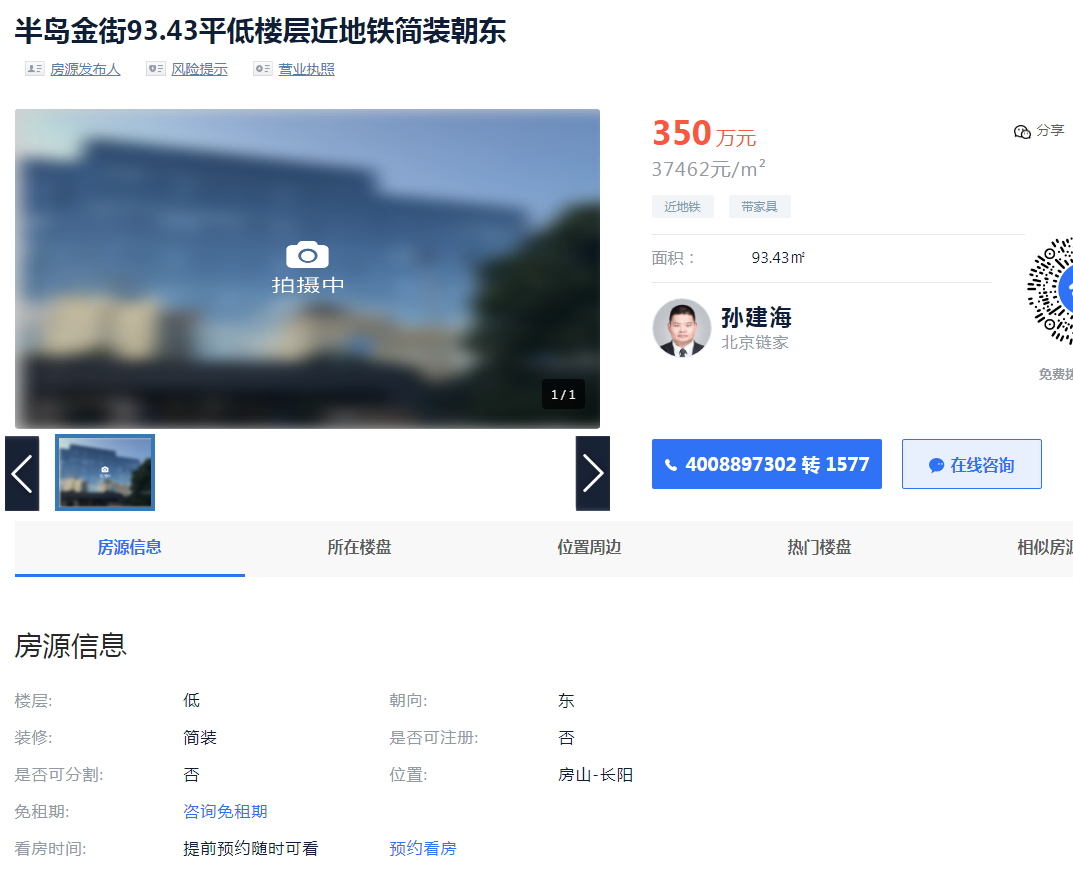 半岛金街93.43平低楼层近地铁简装朝东
房源发布人 风险提示 营业执照
拍摄中
1/1
350万元
分享
37462元/m²
近地铁 带家具
面积： 93.43㎡
孙建海
北京链家
免费拨
4008897302 转 1577
在线咨询
房源信息 所在楼盘 位置周边 热门楼盘 相似房源
房源信息
楼层: 低 朝向: 东
装修: 简装 是否可注册: 否
是否可分割: 否 位置: 房山-长阳
免租期: 咨询免租期
看房时间: 提前预约随时可看 预约看房